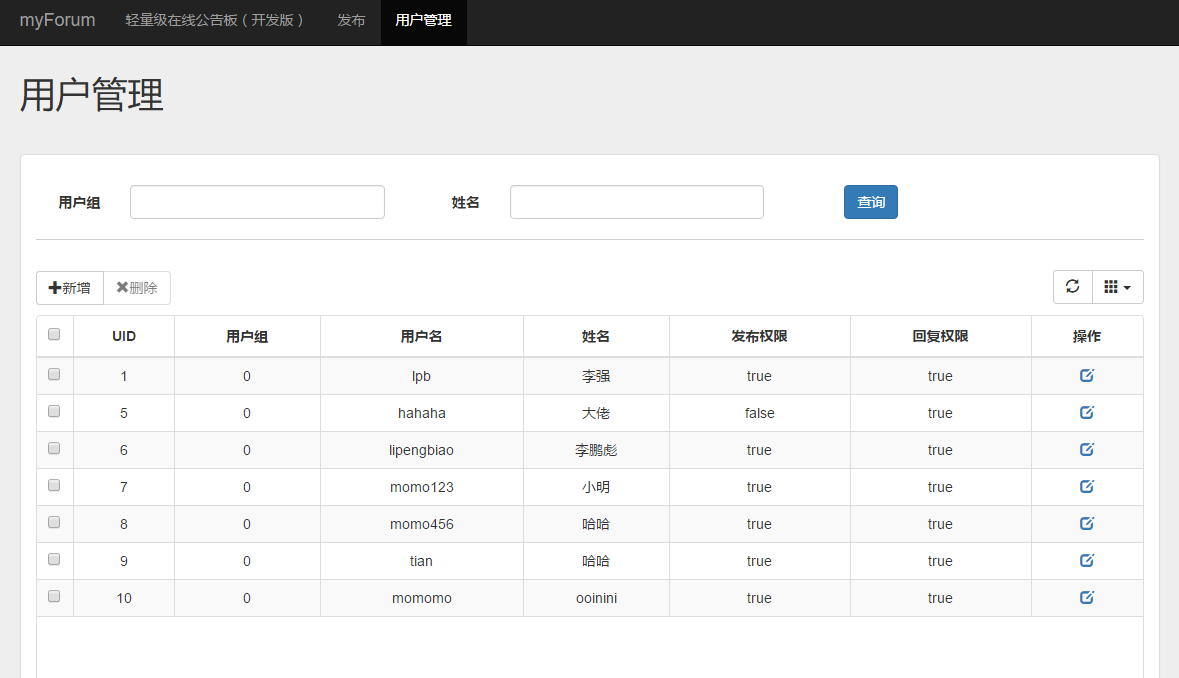 myForum 轻量级在线公告板（开发版） 发布 用户管理
用户管理
用户组 姓名 查询
新增 删除
UID 用户组 用户名 姓名 发布权限 回复权限 操作
1 0 lpb 李强 true true
5 0 hahaha 大佬 false true
6 0 lipengbiao 李鹏彪 true true
7 0 momo123 小明 true true
8 0 momo456 哈哈 true true
9 0 tian 哈哈 true true
10 0 momomo ooinini true true